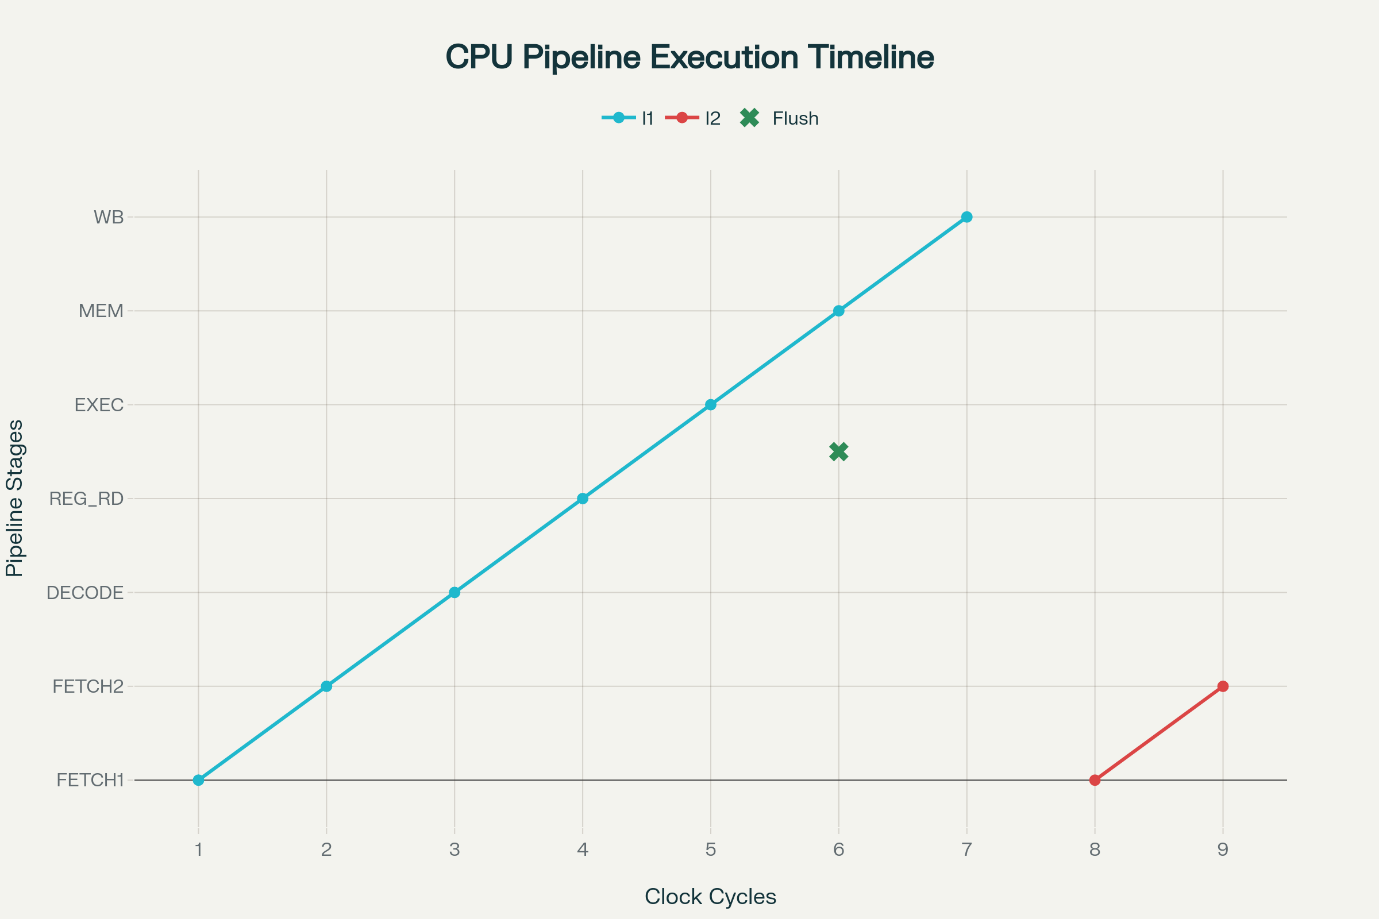 CPU Pipeline Execution Timeline
I1 I2 Flush
WB
MEM
EXEC
REG_RD
DECODE
FETCH2
FETCH1
Pipeline Stages
1 2 3 4 5 6 7 8 9
Clock Cycles